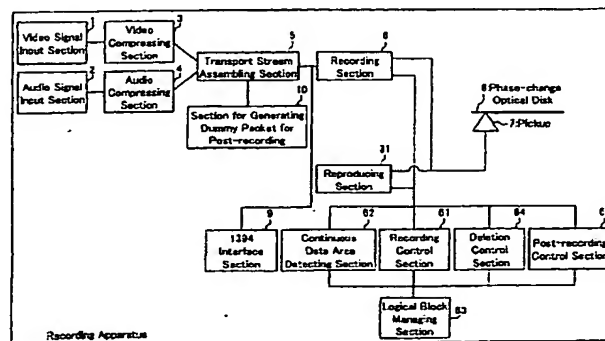 1
3
Video Signal
Input Section
Video
Compressing
Section
2
4
Audio Signal
Input Section
Audio
Compressing
Section
5
Transport Stream
Assembling Section
6
Recording
Section
10
Section for Generating
Dummy Packet for
Post-recording
8:Phase-change
Optical Disk
7:Pickup
31
Reproducing
Section
9
1394
Interface
Section
62
Continuous
Data Area
Detecting Section
61
Recording
Control
Section
64
Deletion
Control
Section
Post-recording
Control Section
63
Logical Block
Managing
Section
Recording Apparatus